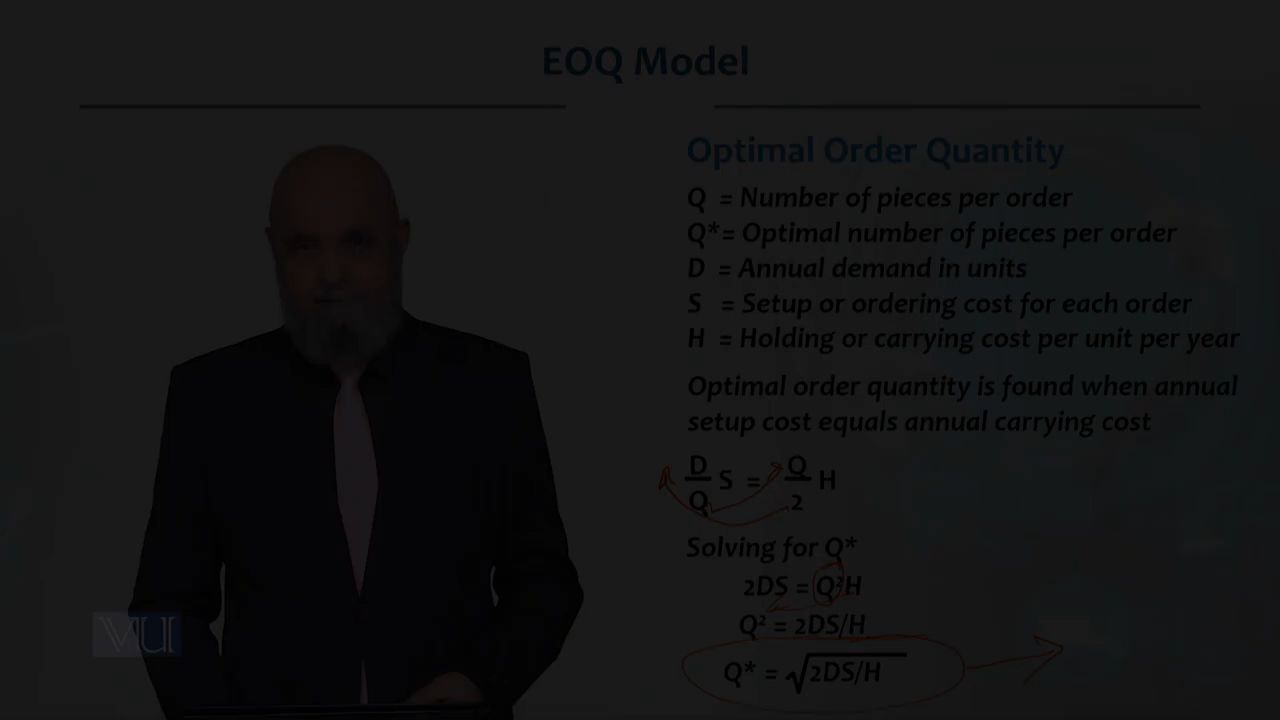 EOQ Model
Optimal Order Quantity
Q = Number of pieces per order
Q* = Optimal number of pieces per order
D = Annual demand in units
S = Setup or ordering cost for each order
H = Holding or carrying cost per unit per year
Optimal order quantity is found when annual
setup cost equals annual carrying cost
D/Q S = Q/2 H
Solving for Q*
2DS = Q²H
Q² = 2DS/H
Q* = √2DS/H
VU